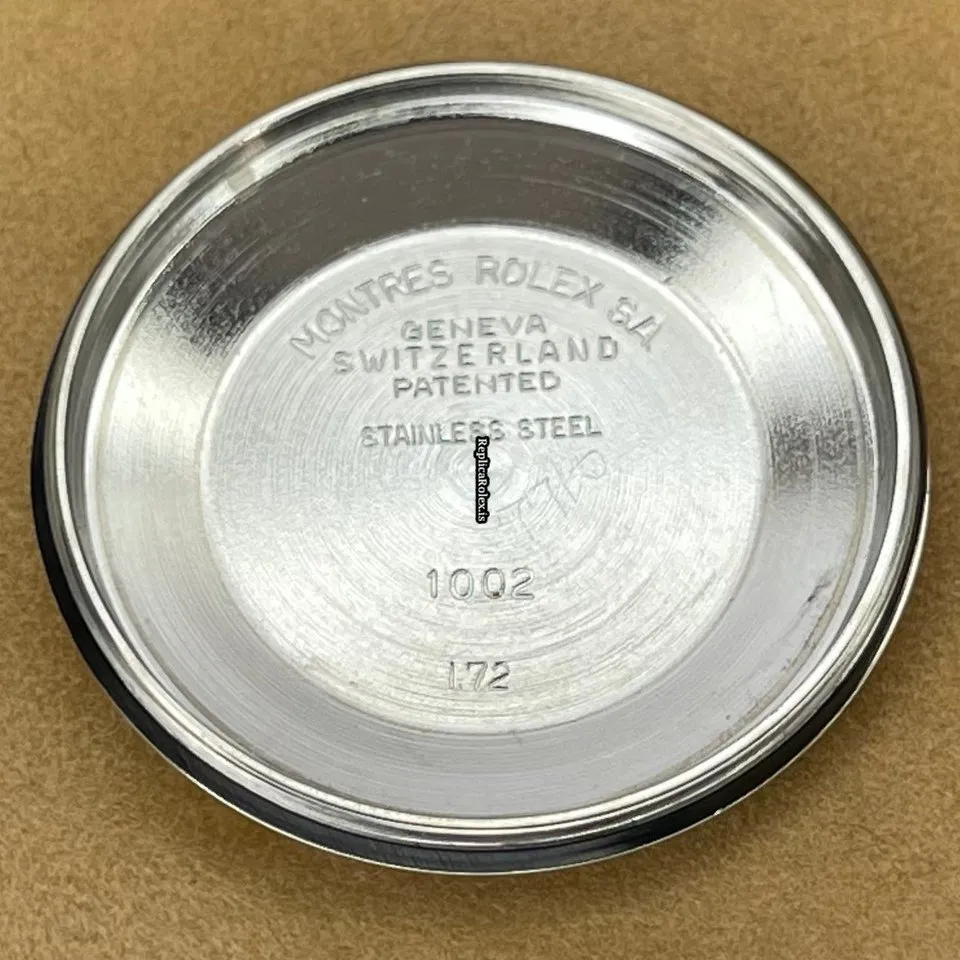 MONTRES ROLEX SA
GENEVA
SWITZERLAND
PATENTED
STAINLESS STEEL
ReplicaRolex.is
1002
I.72